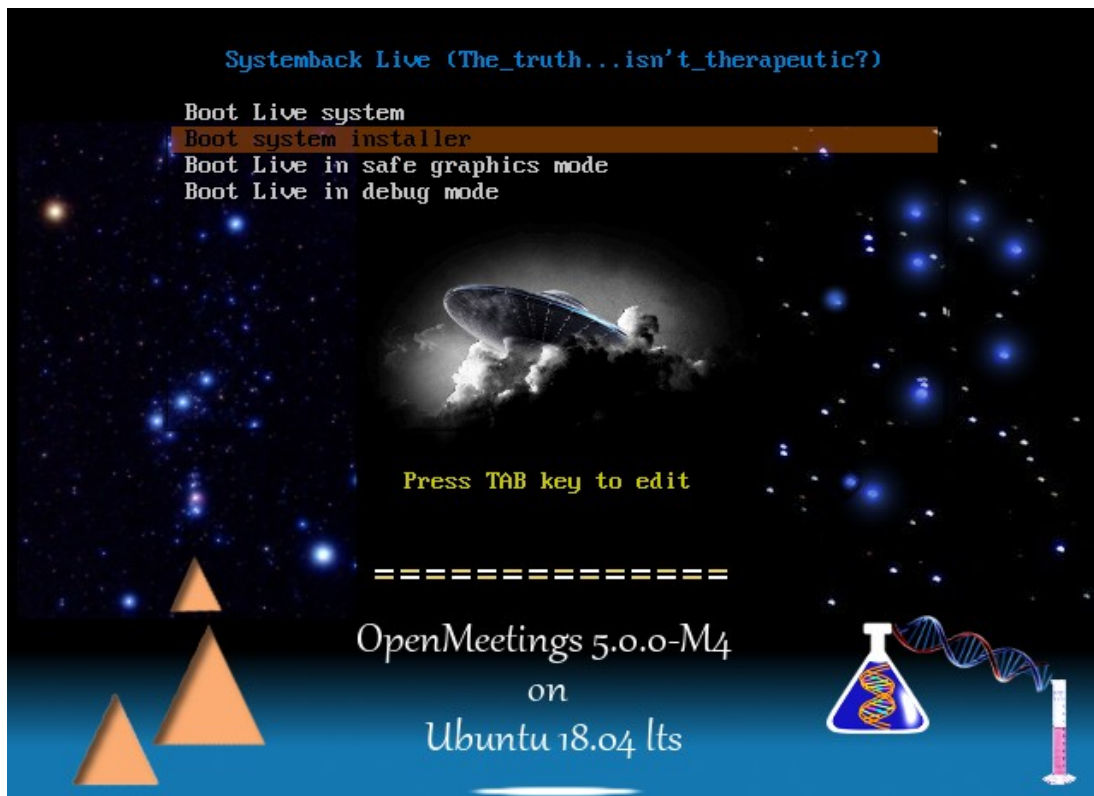 Systemback Live (The_truth...isn't_therapeutic?)
Boot Live system
Boot system installer
Boot Live in safe graphics mode
Boot Live in debug mode
Press TAB key to edit
==============
OpenMeetings 5.0.0-M4
on
Ubuntu 18.04 lts